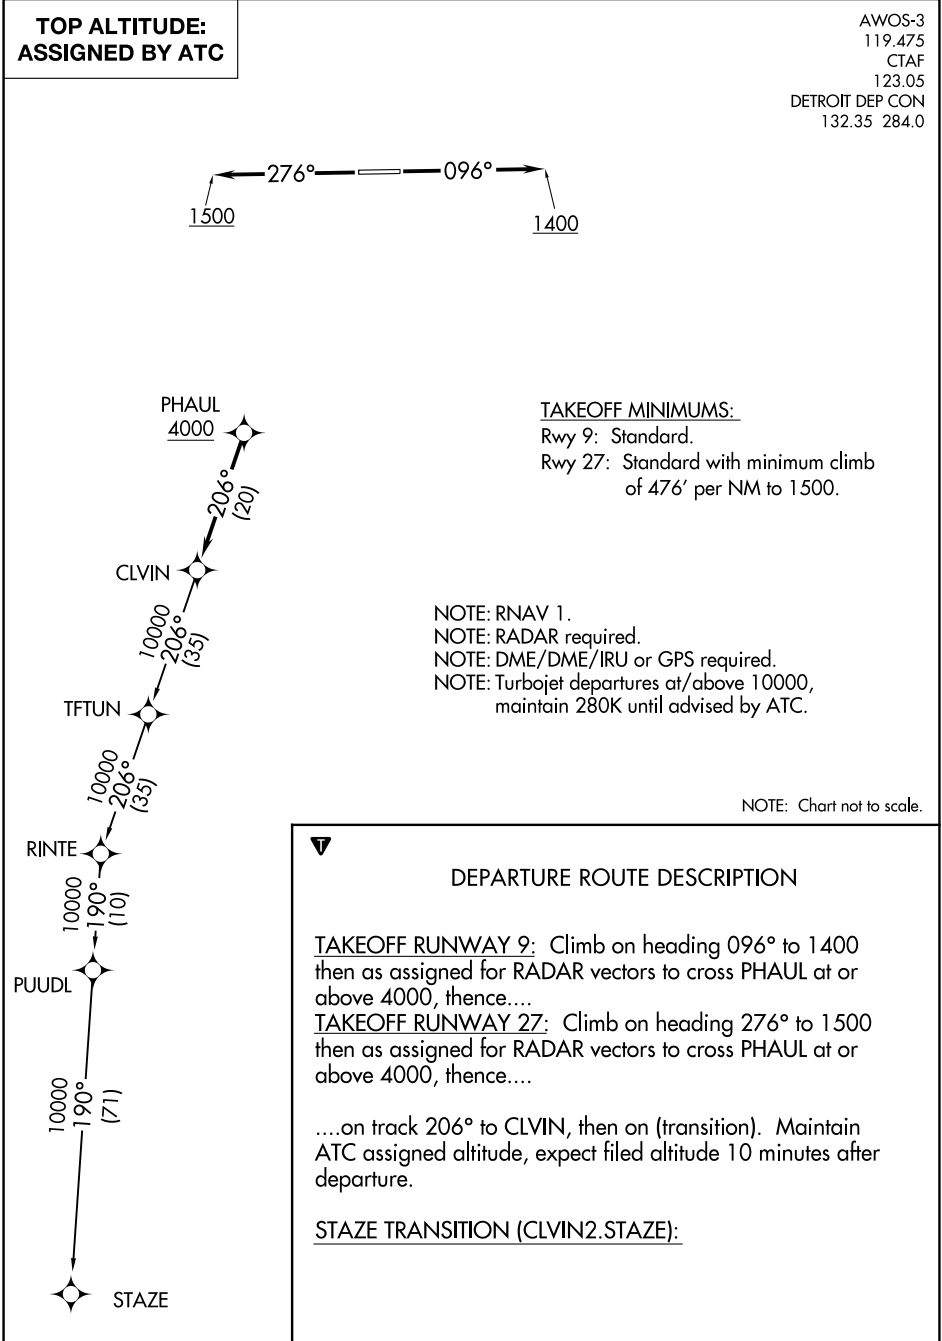 TOP ALTITUDE:
ASSIGNED BY ATC
AWOS-3
119.475
CTAF
123.05
DETROIT DEP CON
132.35 284.0
276°
096°
1500
1400
PHAUL
4000
206°
(20)
TAKEOFF MINIMUMS:
Rwy 9: Standard.
Rwy 27: Standard with minimum climb
of 476' per NM to 1500.
CLVIN
10000
206°
(35)
NOTE: RNAV 1.
NOTE: RADAR required.
NOTE: DME/DME/IRU or GPS required.
NOTE: Turbojet departures at/above 10000,
maintain 280K until advised by ATC.
TFTUN
10000
206°
(35)
NOTE: Chart not to scale.
RINTE
10000
190°
(10)
PUUDL
10000
190°
(71)
STAZE
T
DEPARTURE ROUTE DESCRIPTION
TAKEOFF RUNWAY 9: Climb on heading 096° to 1400
then as assigned for RADAR vectors to cross PHAUL at or
above 4000, thence....
TAKEOFF RUNWAY 27: Climb on heading 276° to 1500
then as assigned for RADAR vectors to cross PHAUL at or
above 4000, thence....
....on track 206° to CLVIN, then on (transition). Maintain
ATC assigned altitude, expect filed altitude 10 minutes after
departure.
STAZE TRANSITION (CLVIN2.STAZE):